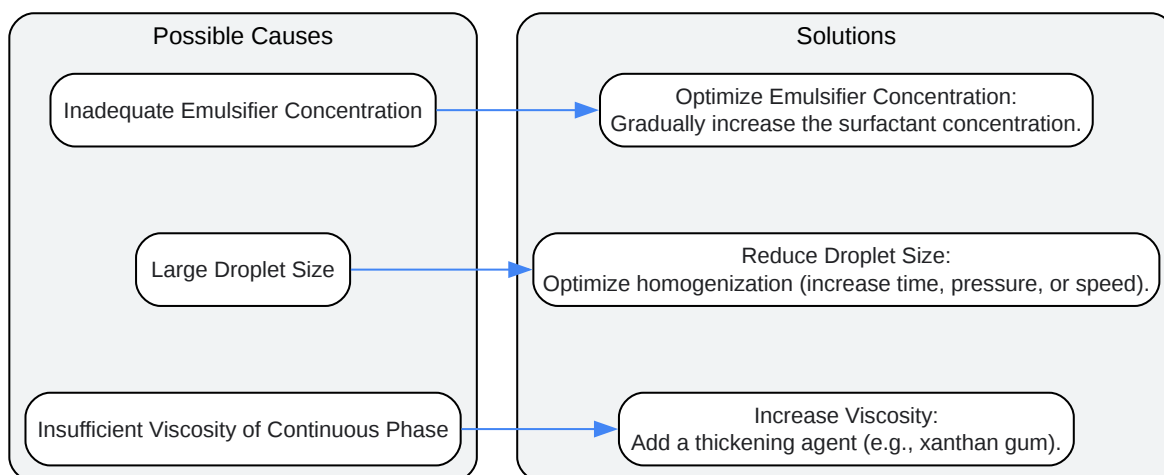 Possible Causes
Solutions
Inadequate Emulsifier Concentration
Optimize Emulsifier Concentration:
Gradually increase the surfactant concentration.
Large Droplet Size
Reduce Droplet Size:
Optimize homogenization (increase time, pressure, or speed).
Insufficient Viscosity of Continuous Phase
Increase Viscosity:
Add a thickening agent (e.g., xanthan gum).